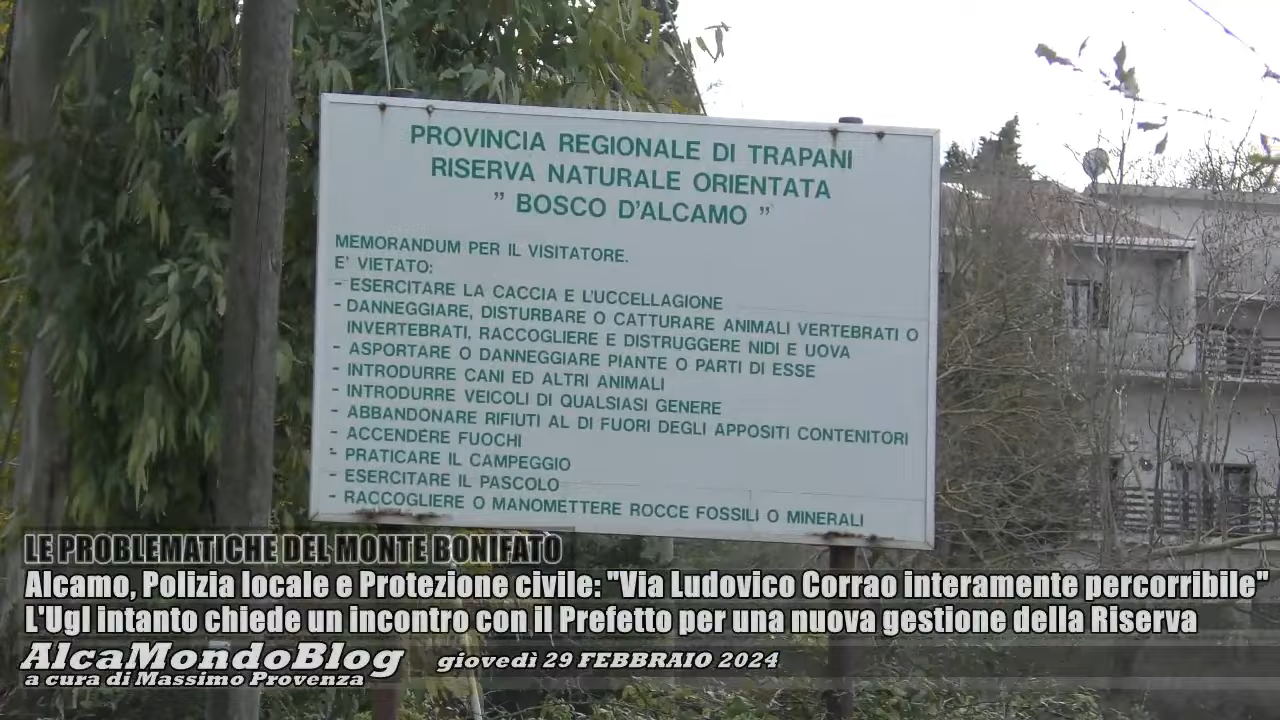 PROVINCIA REGIONALE DI TRAPANI
RISERVA NATURALE ORIENTATA
" BOSCO D'ALCAMO "
MEMORANDUM PER IL VISITATORE.
E' VIETATO:
- ESERCITARE LA CACCIA E L'UCCELLAGIONE
- DANNEGGIARE, DISTURBARE O CATTURARE ANIMALI VERTEBRATI O
INVERTEBRATI, RACCOGLIERE E DISTRUGGERE NIDI E UOVA
- ASPORTARE O DANNEGGIARE PIANTE O PARTI DI ESSE
- INTRODURRE CANI ED ALTRI ANIMALI
- INTRODURRE VEICOLI DI QUALSIASI GENERE
- ABBANDONARE RIFIUTI AL DI FUORI DEGLI APPOSITI CONTENITORI
- ACCENDERE FUOCHI
- PRATICARE IL CAMPEGGIO
- ESERCITARE IL PASCOLO
- RACCOGLIERE O MANOMETTERE ROCCE FOSSILI O MINERALI
LE PROBLEMATICHE DEL MONTE BONIFATO
Alcamo, Polizia locale e Protezione civile: "Via Ludovico Corrao interamente percorribile"
L'Ugl intanto chiede un incontro con il Prefetto per una nuova gestione della Riserva
AlcaMondoBlog giovedì 29 FEBBRAIO 2024
a cura di Massimo Provenza